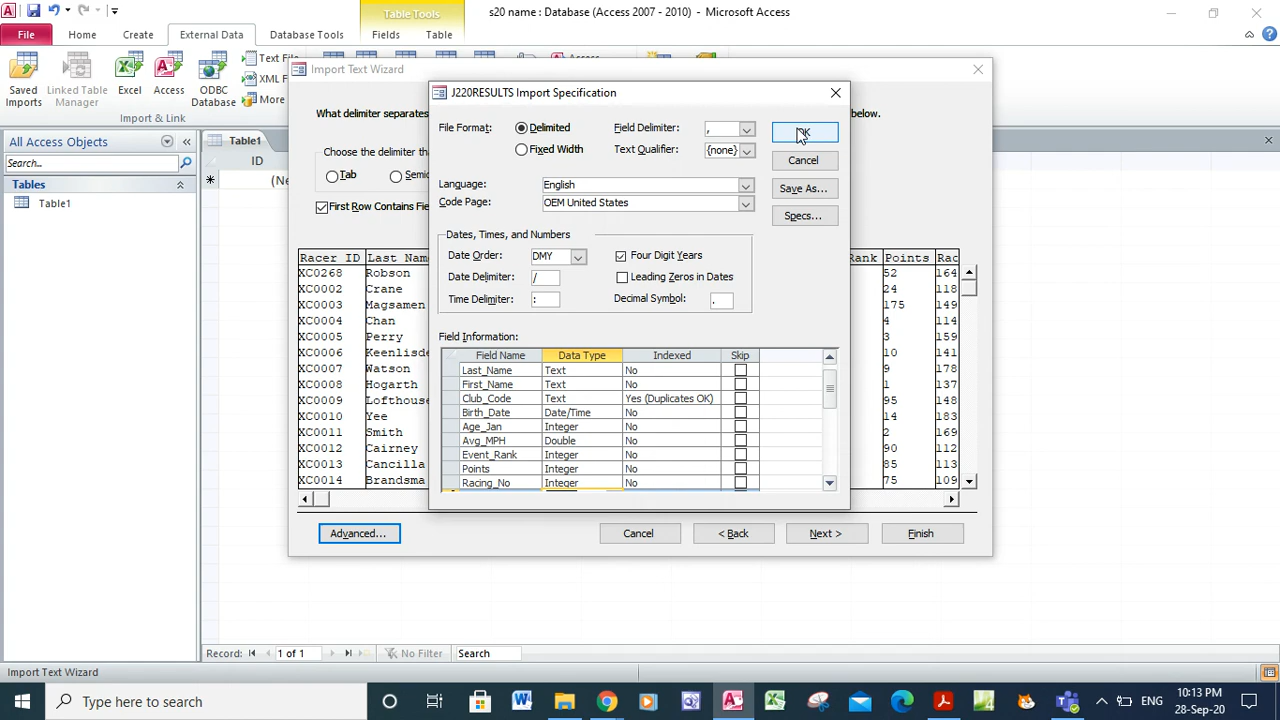 s20 name : Database (Access 2007 - 2010) - Microsoft Access
Table Tools
File Home Create External Data Database Tools Fields Table
Saved Imports
Linked Table Manager
Excel
Access
ODBC Database
Text File
XML F
More
Access
Import & Link
Import Text Wizard
What delimiter separates
below.
Choose the delimiter tha
Tab
Semic
First Row Contains Fie
All Access Objects
Search...
Tables
Table1
Table1
ID
(Ne
J220RESULTS Import Specification
File Format: Delimited Field Delimiter: , OK
Fixed Width Text Qualifier: {none} Cancel
Language: English Save As...
Code Page: OEM United States Specs...
Dates, Times, and Numbers
Date Order: DMY Four Digit Years
Date Delimiter: / Leading Zeros in Dates
Time Delimiter: : Decimal Symbol: .
Field Information:
Field Name Data Type Indexed Skip
Last_Name Text No
First_Name Text No
Club_Code Text Yes (Duplicates OK)
Birth_Date Date/Time No
Age_Jan Integer No
Avg_MPH Double No
Event_Rank Integer No
Points Integer No
Racing_No Integer No
Racer ID Last Name Rank Points Rac
XC0268 Robson 52 164
XC0002 Crane 24 118
XC0003 Magsamen 175 149
XC0004 Chan 4 114
XC0005 Perry 3 159
XC0006 Keenlisde 10 141
XC0007 Watson 9 178
XC0008 Hogarth 1 137
XC0009 Lofthouse 95 148
XC0010 Yee 14 183
XC0011 Smith 2 169
XC0012 Cairney 90 112
XC0013 Cancilla 85 113
XC0014 Brandsma 75 109
Advanced... Cancel < Back Next > Finish
Record: 1 of 1 No Filter Search
Import Text Wizard
Type here to search
ENG
10:13 PM
28-Sep-20